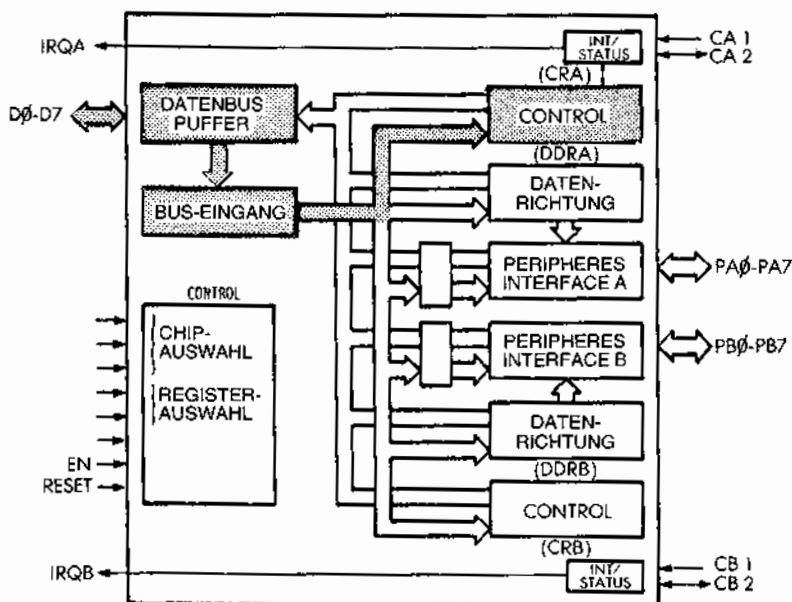 IRQA
INT/
STATUS
CA 1
CA 2
(CRA)
DØ-D7
DATENBUS
PUFFER
CONTROL
(DDRA)
BUS-EINGANG
DATEN-
RICHTUNG
PERIPHERES
INTERFACE A
PAØ-PA7
CONTROL
CHIP-
AUSWAHL
REGISTER-
AUSWAHL
PERIPHERES
INTERFACE B
PBØ-PB7
DATEN-
RICHTUNG
(DDRB)
EN
RESET
CONTROL
(CRB)
IRQB
INT/
STATUS
CB 1
CB 2